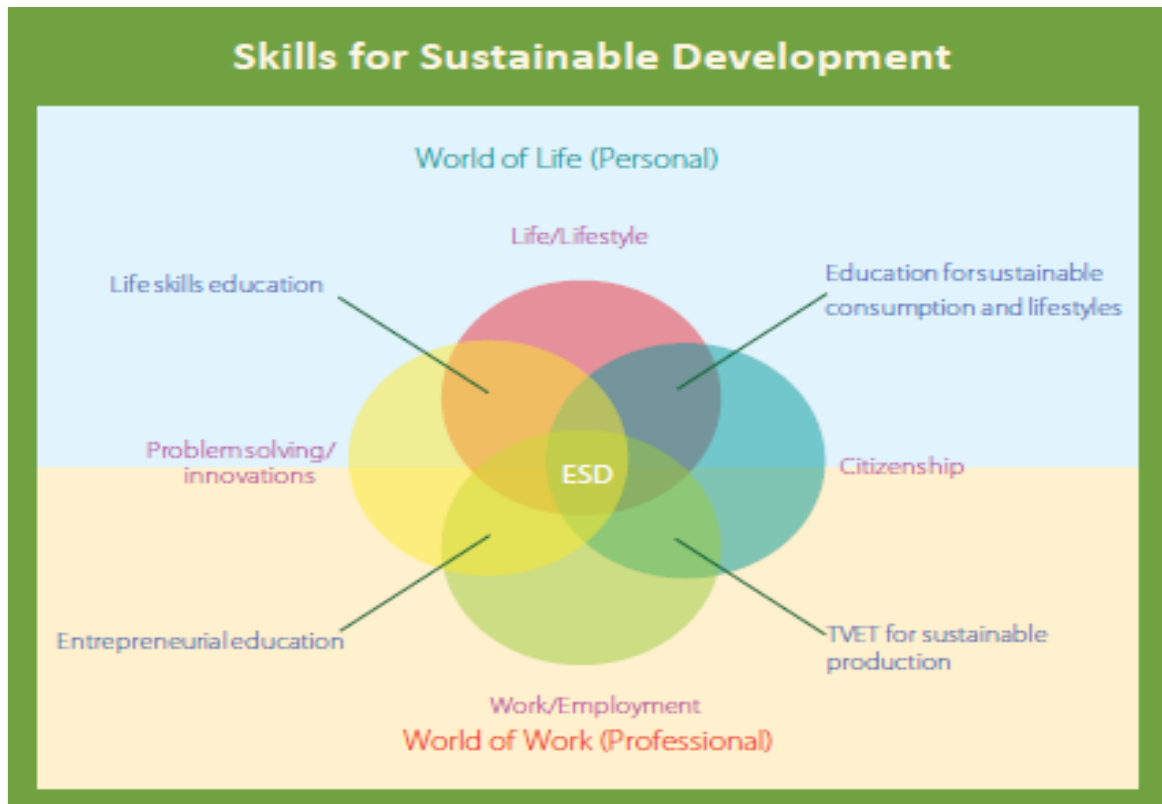 Skills for Sustainable Development
World of Life (Personal)
Life/Lifestyle
Life skills education
Education for sustainable
consumption and lifestyles
Problem solving/
innovations
ESD
Citizenship
Entrepreneurial education
TVET for sustainable
production
Work/Employment
World of Work (Professional)